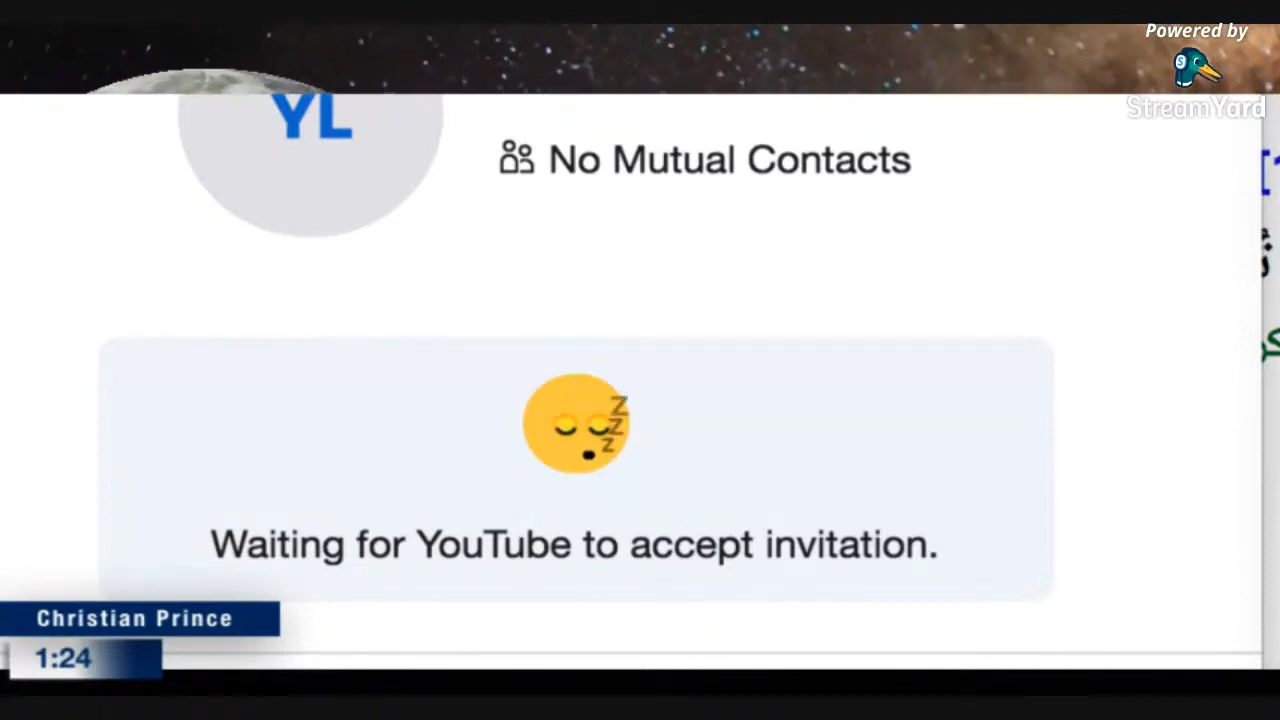 Powered by
StreamYard
YL
No Mutual Contacts
z
z
z
Waiting for YouTube to accept invitation.
Christian Prince
1:24